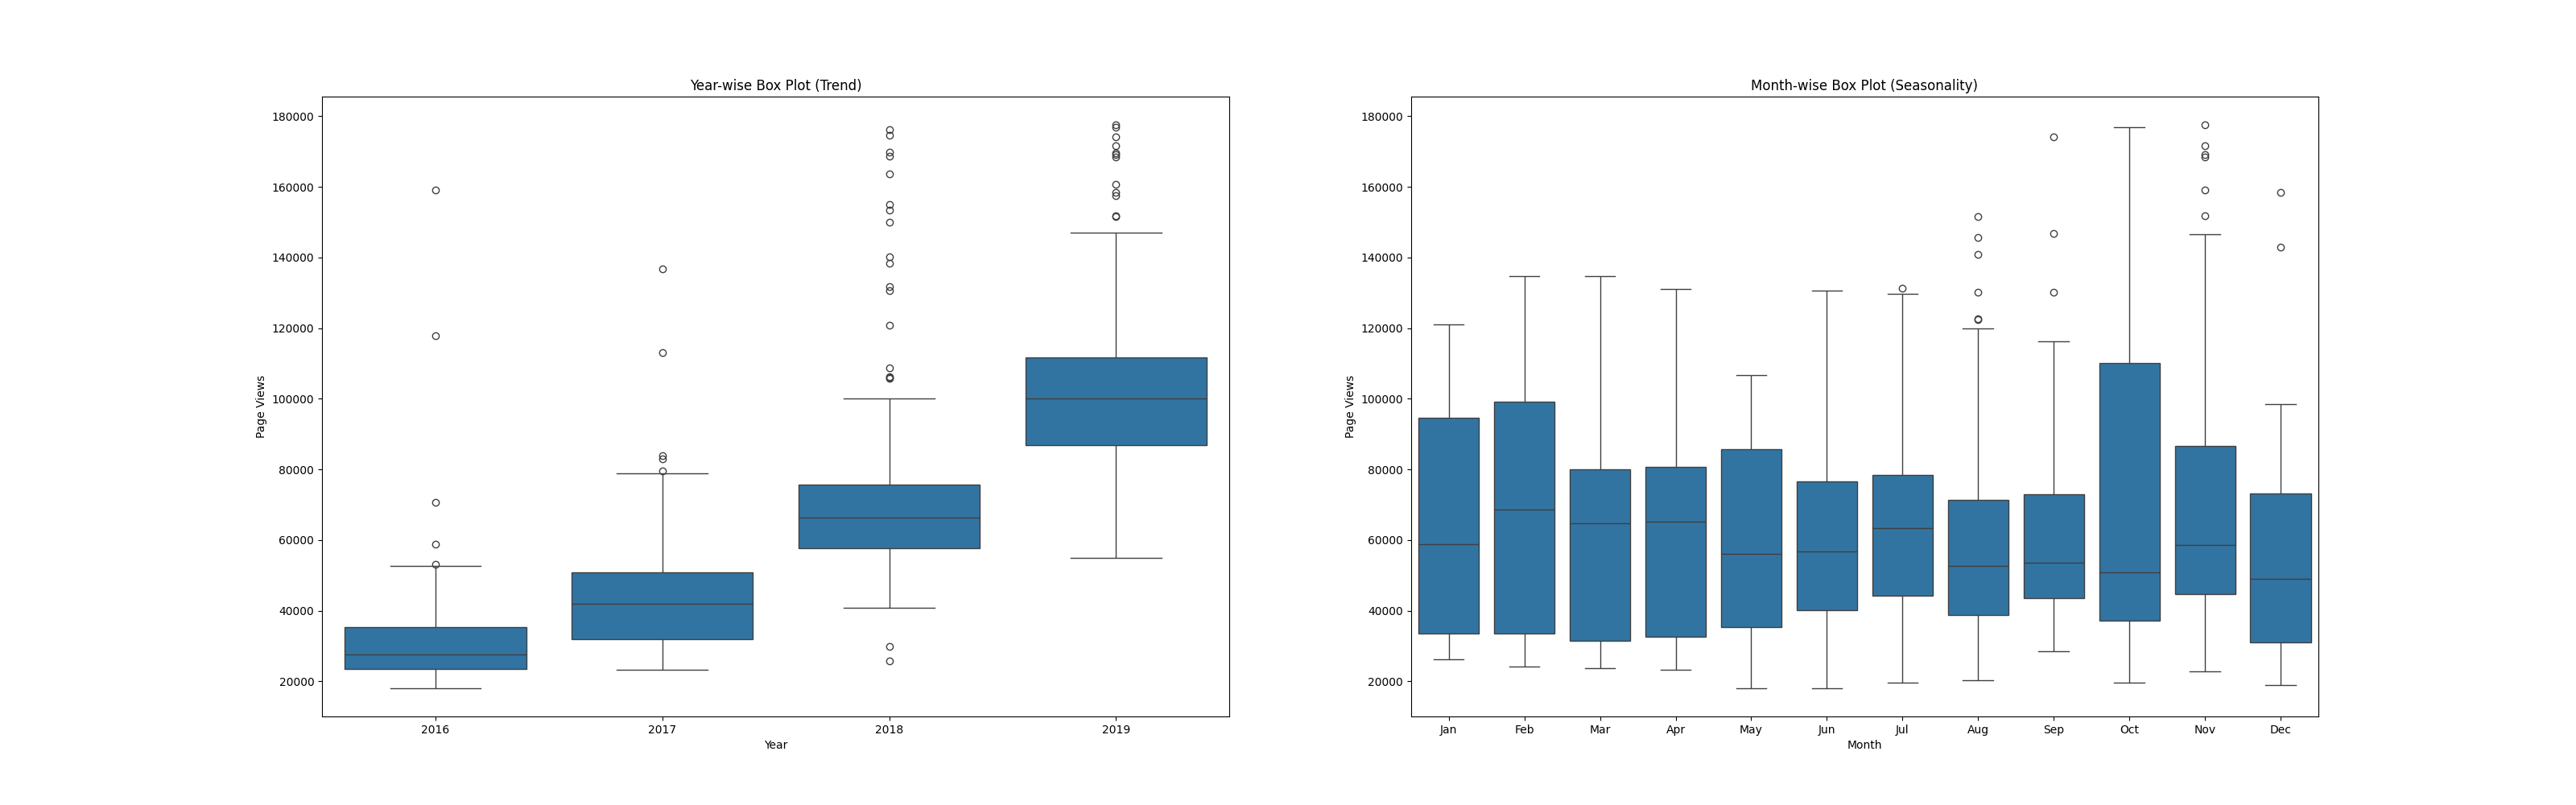 Year-wise Box Plot (Trend)
180000
160000
140000
120000
100000
80000
60000
40000
20000
Page Views
2016 2017 2018 2019
Year
Month-wise Box Plot (Seasonality)
180000
160000
140000
120000
100000
80000
60000
40000
20000
Page Views
Jan Feb Mar Apr May Jun Jul Aug Sep Oct Nov Dec
Month